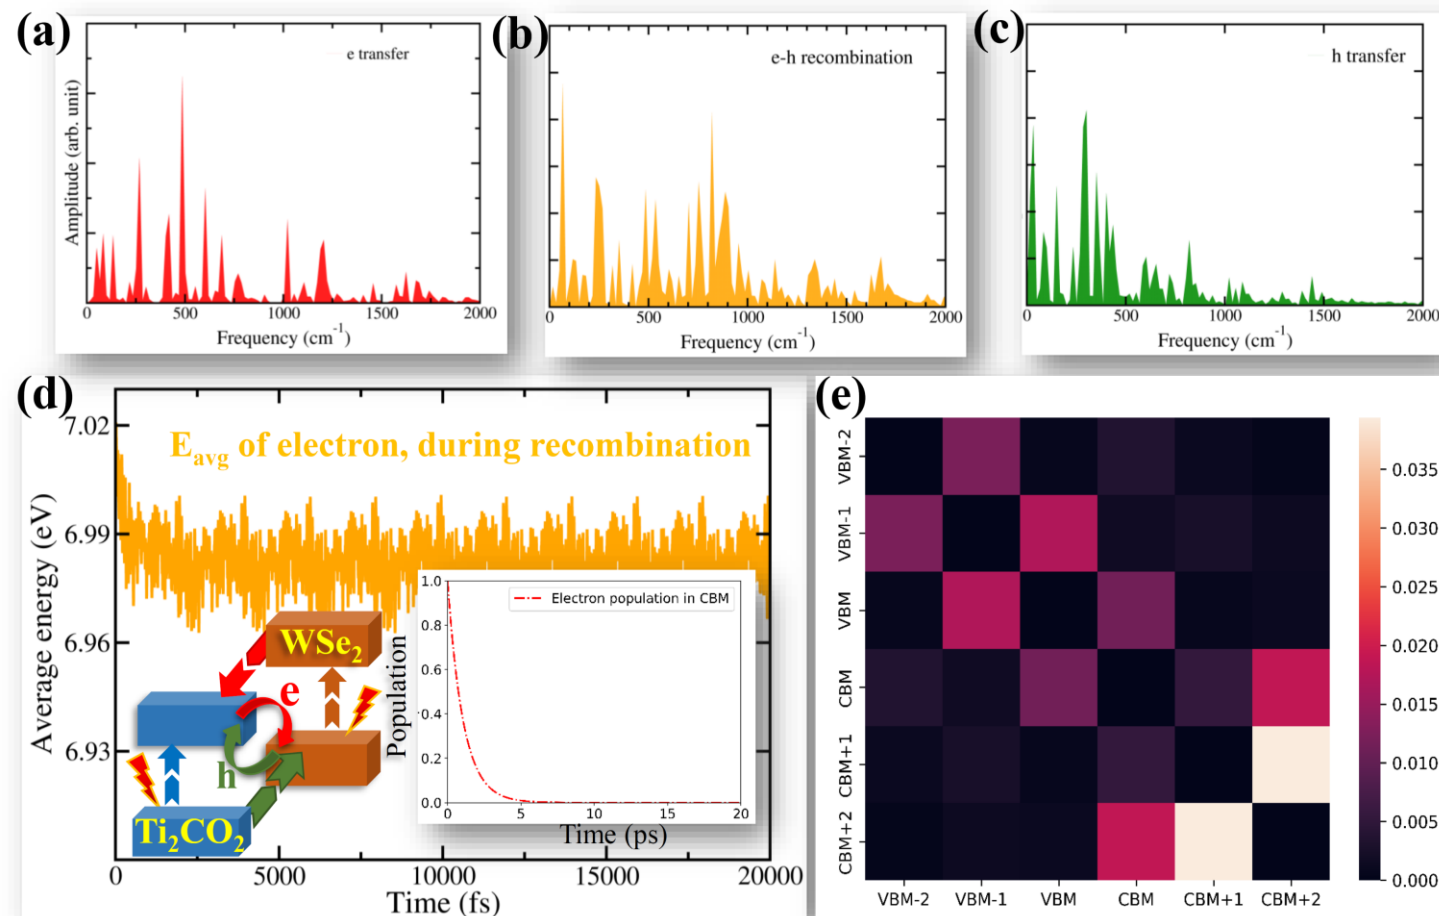 (a)
e transfer
Amplitude (arb. unit)
0 500 1000 1500 2000
Frequency (cm⁻¹)
(b)
e-h recombination
0 500 1000 1500 2000
Frequency (cm⁻¹)
(c)
h transfer
0 500 1000 1500 2000
Frequency (cm⁻¹)
(d)
7.02
6.99
6.96
6.93
Average energy (eV)
E_avg of electron, during recombination
WSe₂
e
h
Ti₂CO₂
0 5000 10000 15000 20000
Time (fs)
Electron population in CBM
Population
1.0
0.8
0.6
0.4
0.2
0.0
0 5 10 15 20
Time (ps)
(e)
VBM-2
VBM-1
VBM
CBM
CBM+1
CBM+2
VBM-2 VBM-1 VBM CBM CBM+1 CBM+2
0.035
0.030
0.025
0.020
0.015
0.010
0.005
0.000